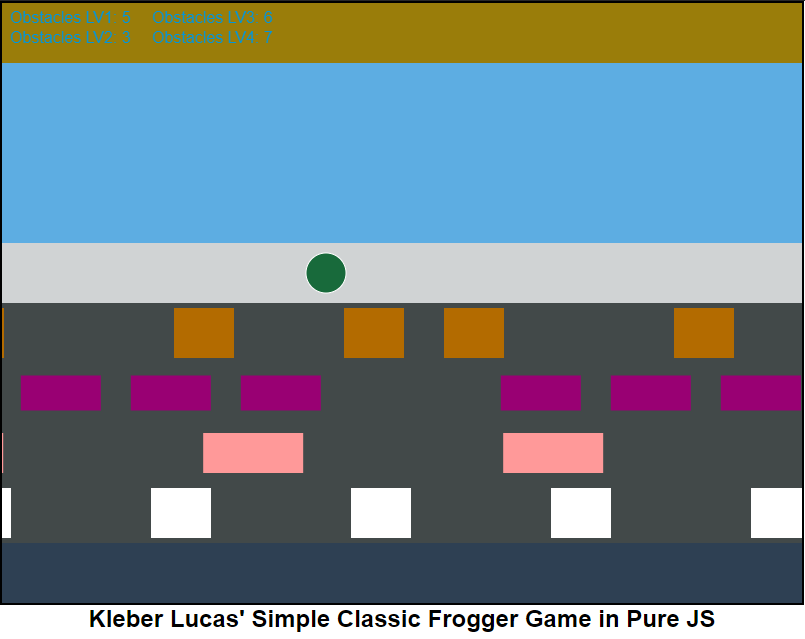 Obstacles LV1: 5 Obstacles LV3: 6
Obstacles LV2: 3 Obstacles LV4: 7
Kleber Lucas' Simple Classic Frogger Game in Pure JS